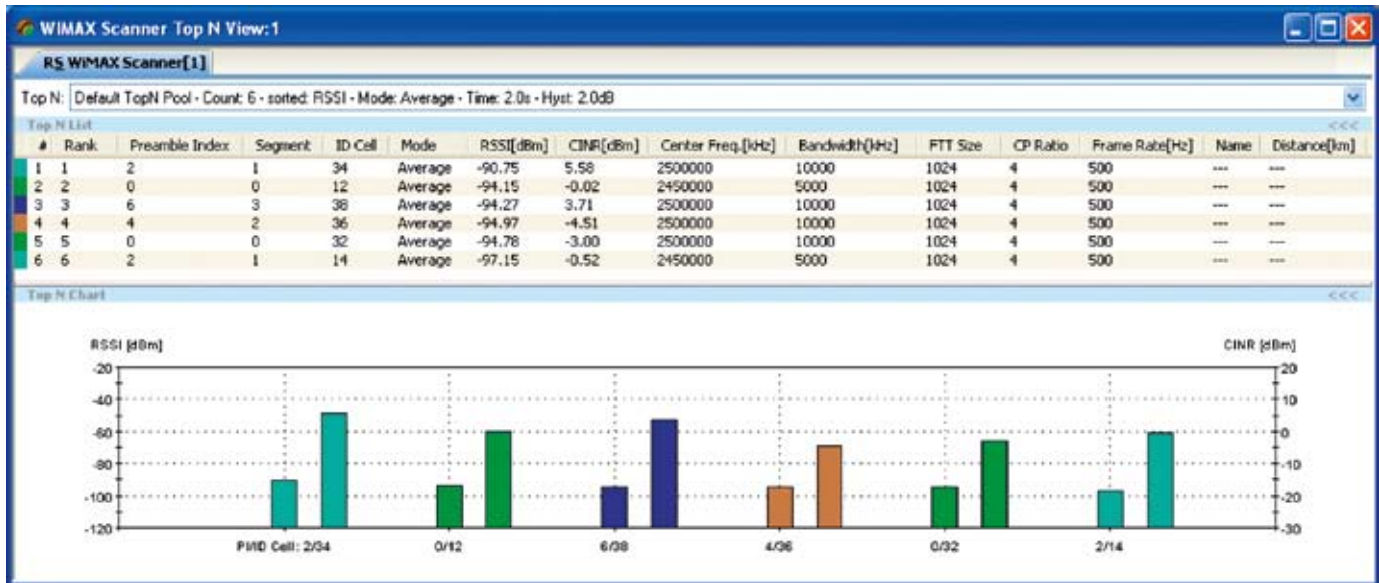 WIMAX Scanner Top N View:1
RS WiMAX Scanner[1]
Top N: Default TopN Pool - Count: 6 - sorted: RSSI - Mode: Average - Time: 2.0s - Hyst: 2.0dB
Top N List <<<
# Rank Preamble Index Segment ID Cell Mode RSSI[dBm] CINR[dBm] Center Freq.[kHz] Bandwidth[kHz] FTT Size CP Ratio Frame Rate[Hz] Name Distance[km]
1 1 2 1 34 Average -90.75 5.58 2500000 10000 1024 4 500 --- ---
2 2 0 0 12 Average -94.15 -0.02 2450000 5000 1024 4 500 --- ---
3 3 6 3 38 Average -94.27 3.71 2500000 10000 1024 4 500 --- ---
4 4 4 2 36 Average -94.97 -4.51 2500000 10000 1024 4 500 --- ---
5 5 0 0 32 Average -94.78 -3.00 2500000 10000 1024 4 500 --- ---
6 6 2 1 14 Average -97.15 -0.52 2450000 5000 1024 4 500 --- ---
Top N Chart <<<
RSSI [dBm] CINR [dBm]
-20 20
-40 10
-60 0
-80 -10
-100 -20
-120 -30
PI/ID Cell: 2/34 0/12 6/38 4/36 0/32 2/14